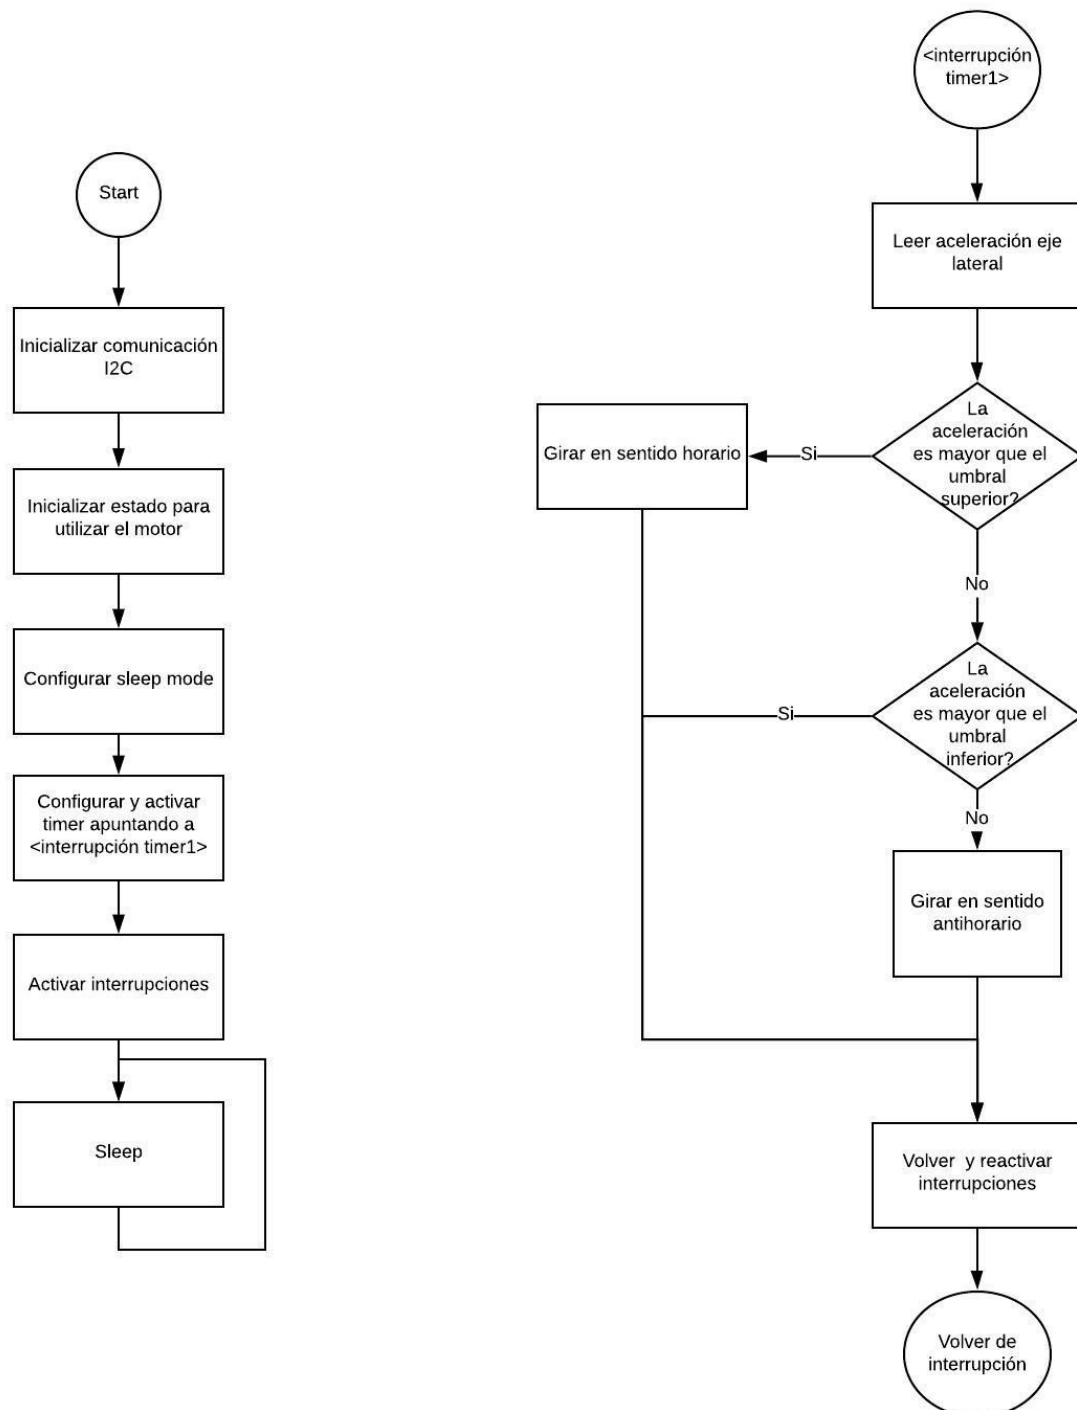 Start
Inicializar comunicación
I2C
Inicializar estado para
utilizar el motor
Configurar sleep mode
Configurar y activar
timer apuntando a
<interrupción timer1>
Activar interrupciones
Sleep
<interrupción
timer1>
Leer aceleración eje
lateral
La
aceleración
es mayor que el
umbral
superior?
Si
Girar en sentido horario
No
La
aceleración
es mayor que el
umbral
inferior?
Si
No
Girar en sentido
antihorario
Volver  y reactivar
interrupciones
Volver de
interrupción